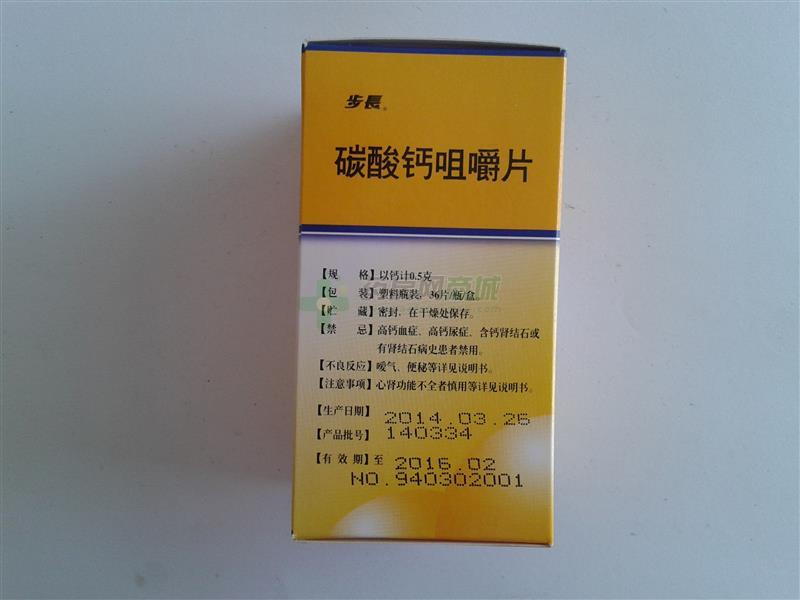 步長®
碳酸钙咀嚼片
【规 格】以钙计0.5克
【包 装】塑料瓶装，36片/瓶/盒。
【贮 藏】密封，在干燥处保存。
【禁 忌】高钙血症、高钙尿症、含钙肾结石或
有肾结石病史患者禁用。
【不良反应】嗳气、便秘等详见说明书。
【注意事项】心肾功能不全者慎用等详见说明书。
【生产日期】2014.03.26
【产品批号】140334
【有 效 期】至 2016.02
NO.940302001